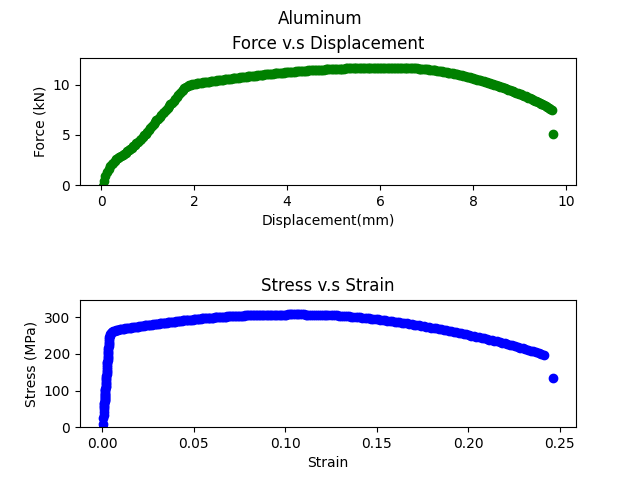 Aluminum
Force v.s Displacement
Force (kN)
10
5
0
0 2 4 6 8 10
Displacement(mm)
Stress v.s Strain
Stress (MPa)
300
200
100
0
0.00 0.05 0.10 0.15 0.20 0.25
Strain